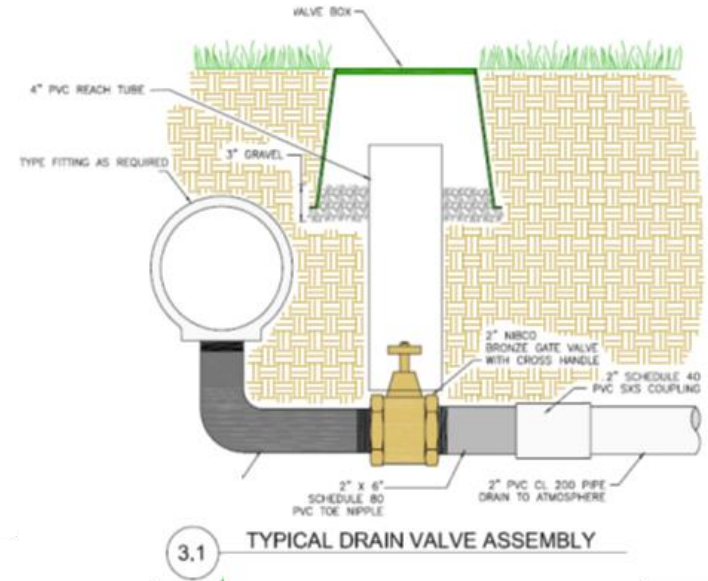 VALVE BOX
4" PVC REACH TUBE
3" GRAVEL
TYPE FITTING AS REQUIRED
2" NIBCO
BRONZE GATE VALVE
WITH CROSS HANDLE
2" SCHEDULE 40
PVC SXS COUPLING
2" X 6"
SCHEDULE 80
PVC TOE NIPPLE
2" PVC CL 200 PIPE
DRAIN TO ATMOSPHERE
3.1
TYPICAL DRAIN VALVE ASSEMBLY